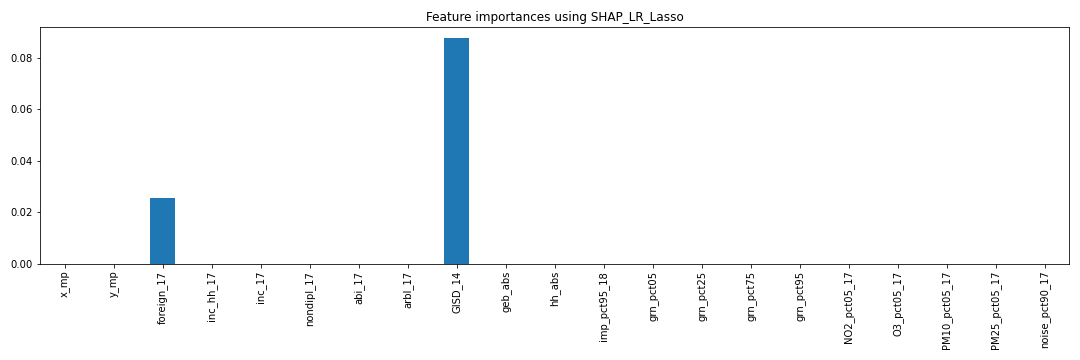 Feature importances using SHAP_LR_Lasso
0.08
0.06
0.04
0.02
0.00
x_mp
y_mp
foreign_17
inc_hh_17
inc_17
nondipl_17
abi_17
arbl_17
GISD_14
geb_abs
hh_abs
imp_pct95_18
grn_pct05
grn_pct25
grn_pct75
grn_pct95
NO2_pct05_17
O3_pct05_17
PM10_pct05_17
PM25_pct05_17
noise_pct90_17